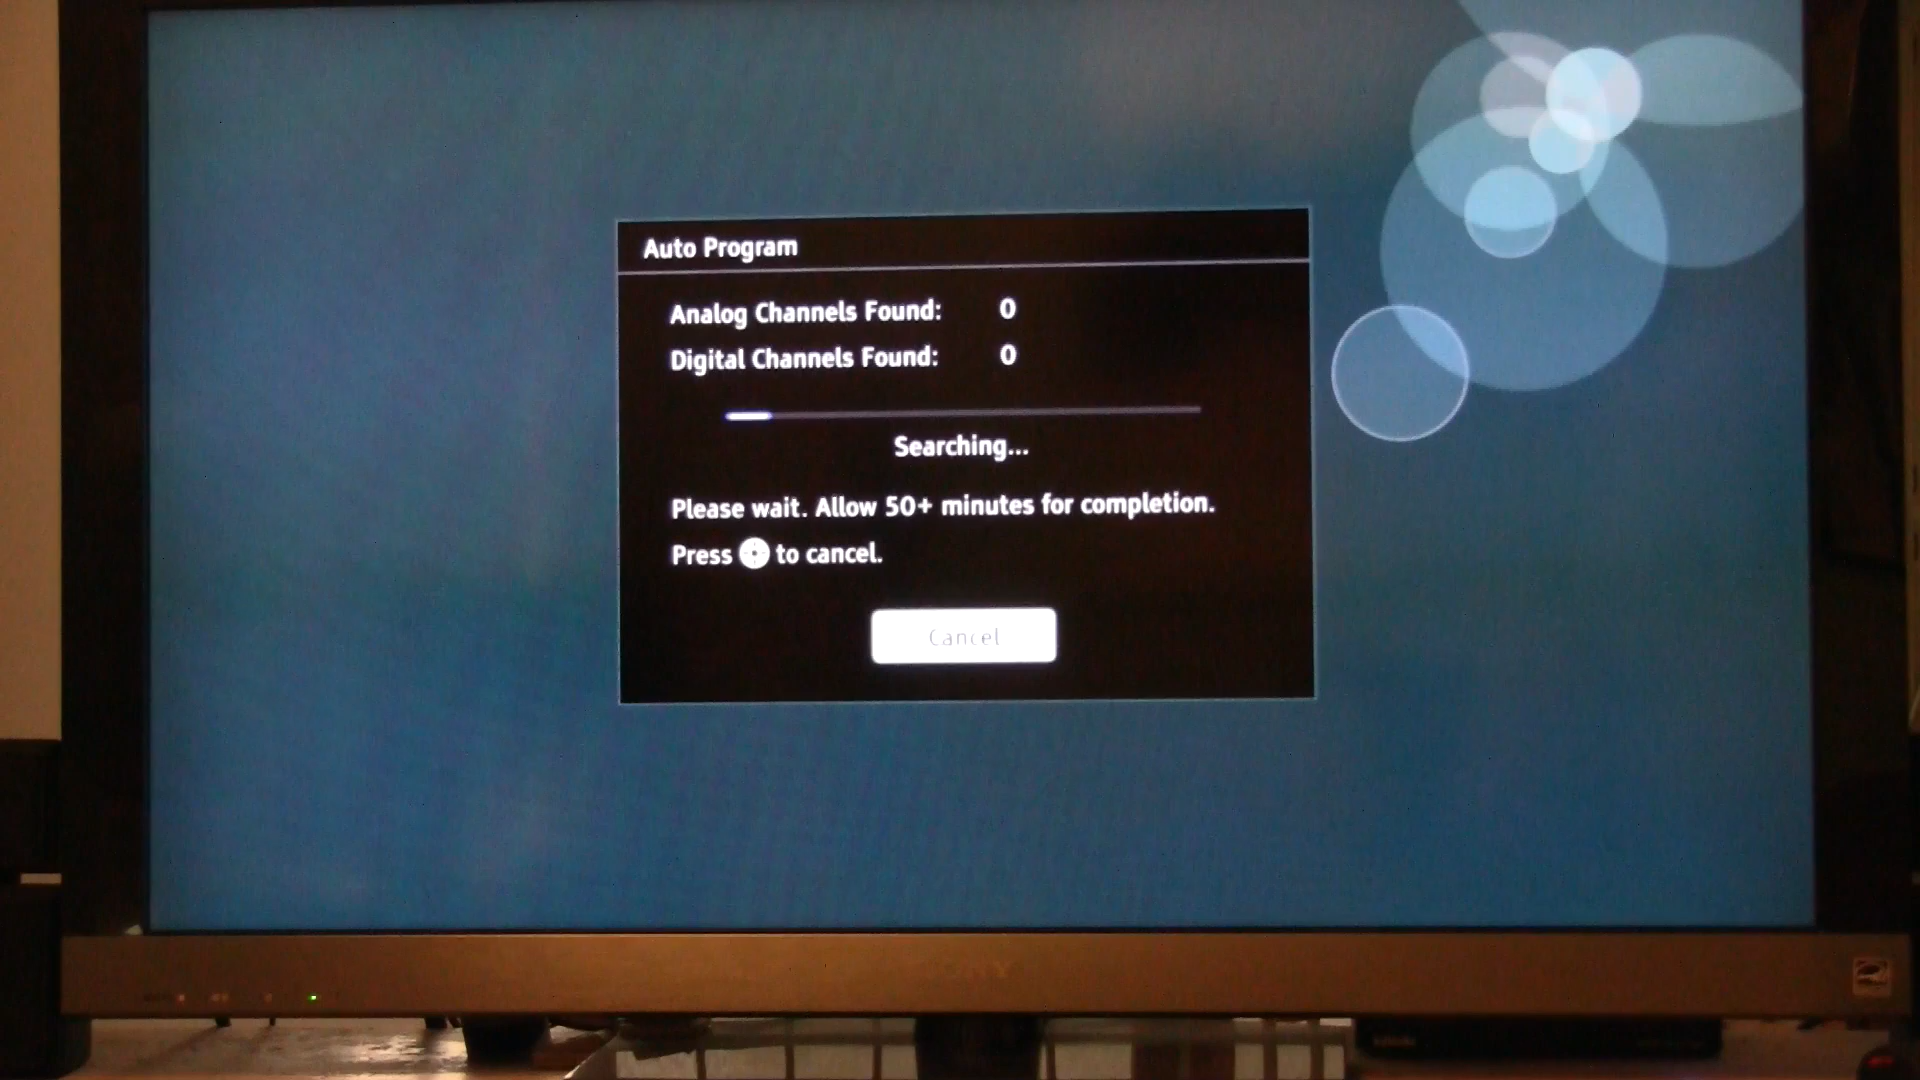 Auto Program
Analog Channels Found: 0
Digital Channels Found: 0
Searching...
Please wait. Allow 50+ minutes for completion.
Press to cancel.
Cancel
SONY